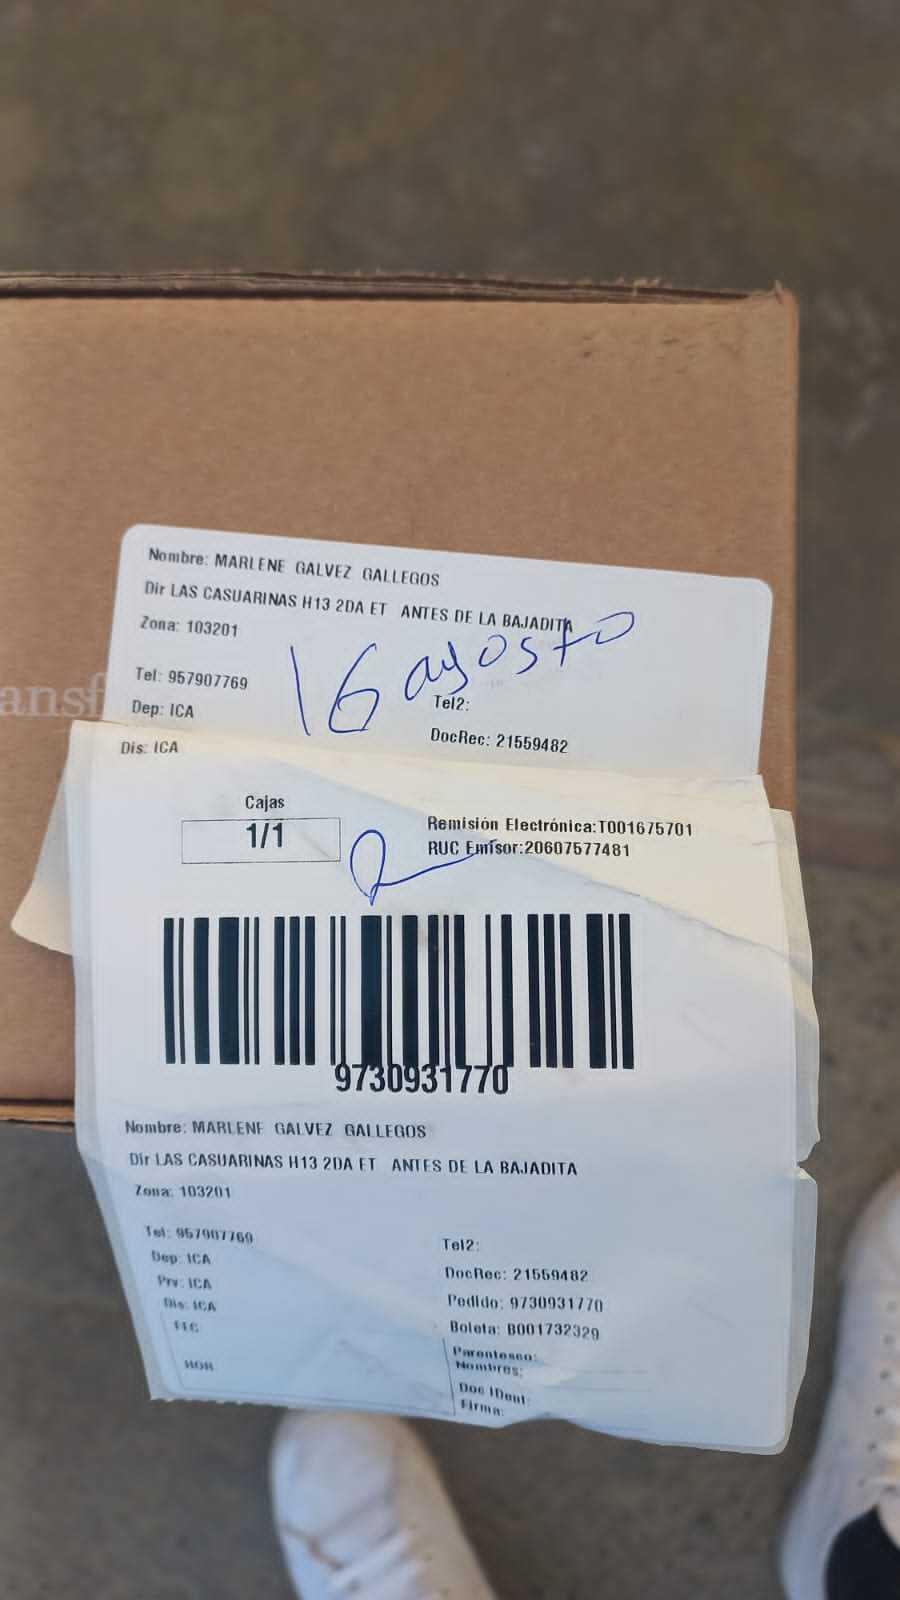 Nombre: MARLENE GALVEZ GALLEGOS
Dir LAS CASUARINAS H13 2DA ET ANTES DE LA BAJADITA
Zona: 103201
16 agosto
Tel: 957907769
Tel2:
Dep: ICA
DocRec: 21559482
Dis: ICA
Cajas
1/1
Remisión Electrónica:T001675701
RUC Emisor:20607577481
9730931770
Nombre: MARLENE GALVEZ GALLEGOS
Dir LAS CASUARINAS H13 2DA ET ANTES DE LA BAJADITA
Zona: 103201
Tel: 957907769
Tel2:
Dep: ICA
DocRec: 21559482
Prv: ICA
Pedido: 9730931770
Dis: ICA
Boleta: B001732329
FEC
Parentesco:
Nombres:
HOR
Doc IDent:
Firma: